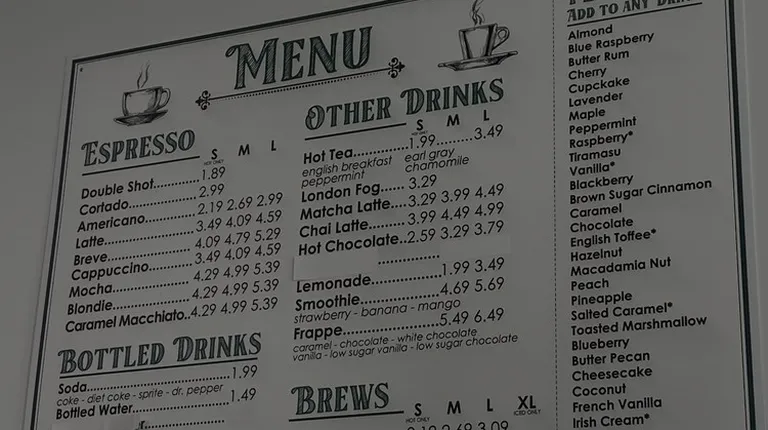 MENU
ESPRESSO
S M L
HOT ONLY
Double Shot..............1.89
Cortado..................2.99
Americano..............2.19 2.69 2.99
Latte.......................3.49 4.09 4.59
Breve.......................4.09 4.79 5.29
Cappuccino............3.49 4.09 4.59
Mocha....................4.29 4.99 5.39
Blondie....................4.29 4.99 5.39
Caramel Macchiato..4.29 4.99 5.39
BOTTLED DRINKS
Soda.................................1.99
coke - diet coke - sprite - dr. pepper
Bottled Water.....................1.49
OTHER DRINKS
S M L
HOT ONLY
Hot Tea................1.99.........3.49
english breakfast earl gray
peppermint chamomile
London Fog...... 3.29
Matcha Latte....3.29 3.99 4.49
Chai Latte.........3.99 4.49 4.99
Hot Chocolate..2.59 3.29 3.79
Lemonade.................1.99 3.49
Smoothie....................4.69 5.69
strawberry - banana - mango
Frappe.......................5.49 6.49
caramel - chocolate - white chocolate
vanilla - low sugar vanilla - low sugar chocolate
BREWS
S M L XL
HOT ONLY ICED ONLY
2.69 3.09
ADD TO ANY
Almond
Blue Raspberry
Butter Rum
Cherry
Cupckake
Lavender
Maple
Peppermint
Raspberry*
Tiramasu
Vanilla*
Blackberry
Brown Sugar Cinnamon
Caramel
Chocolate
English Toffee*
Hazelnut
Macadamia Nut
Peach
Pineapple
Salted Caramel*
Toasted Marshmallow
Blueberry
Butter Pecan
Cheesecake
Coconut
French Vanilla
Irish Cream*